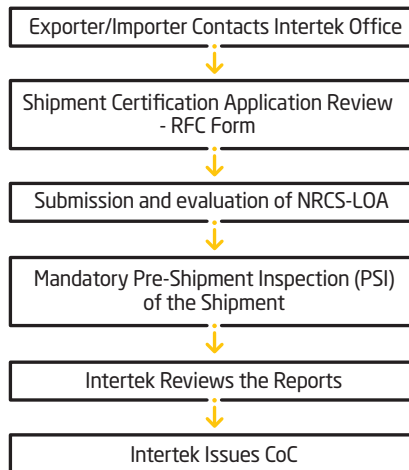 Exporter/Importer Contacts Intertek Office
Shipment Certification Application Review
- RFC Form
Submission and evaluation of NRCS-LOA
Mandatory Pre-Shipment Inspection (PSI)
of the Shipment
Intertek Reviews the Reports
Intertek Issues CoC